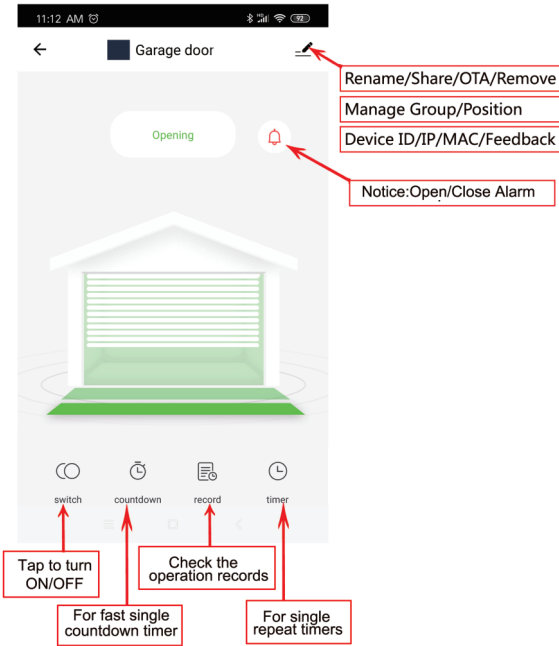 11:12 AM
HD
92
Garage door
Rename/Share/OTA/Remove
Manage Group/Position
Device ID/IP/MAC/Feedback
Opening
Notice:Open/Close Alarm
switch
countdown
record
timer
Tap to turn
ON/OFF
Check the
operation records
For fast single
countdown timer
For single
repeat timers